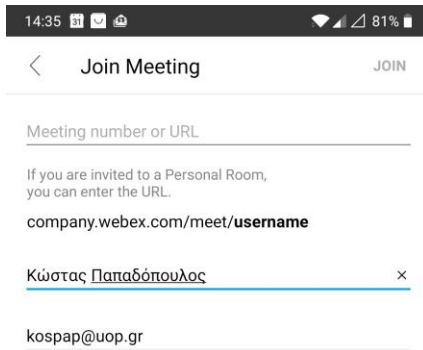 14:35 31 81%
Join Meeting JOIN
Meeting number or URL
If you are invited to a Personal Room,
you can enter the URL.
company.webex.com/meet/username
Κώστας Παπαδόπουλος ×
kospap@uop.gr